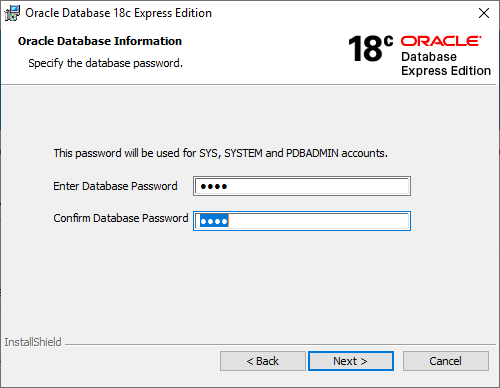 Oracle Database 18c Express Edition
Oracle Database Information
Specify the database password.
18c ORACLE
Database
Express Edition
This password will be used for SYS, SYSTEM and PDBADMIN accounts.
Enter Database Password ••••
Confirm Database Password ••••
InstallShield
< Back Next > Cancel